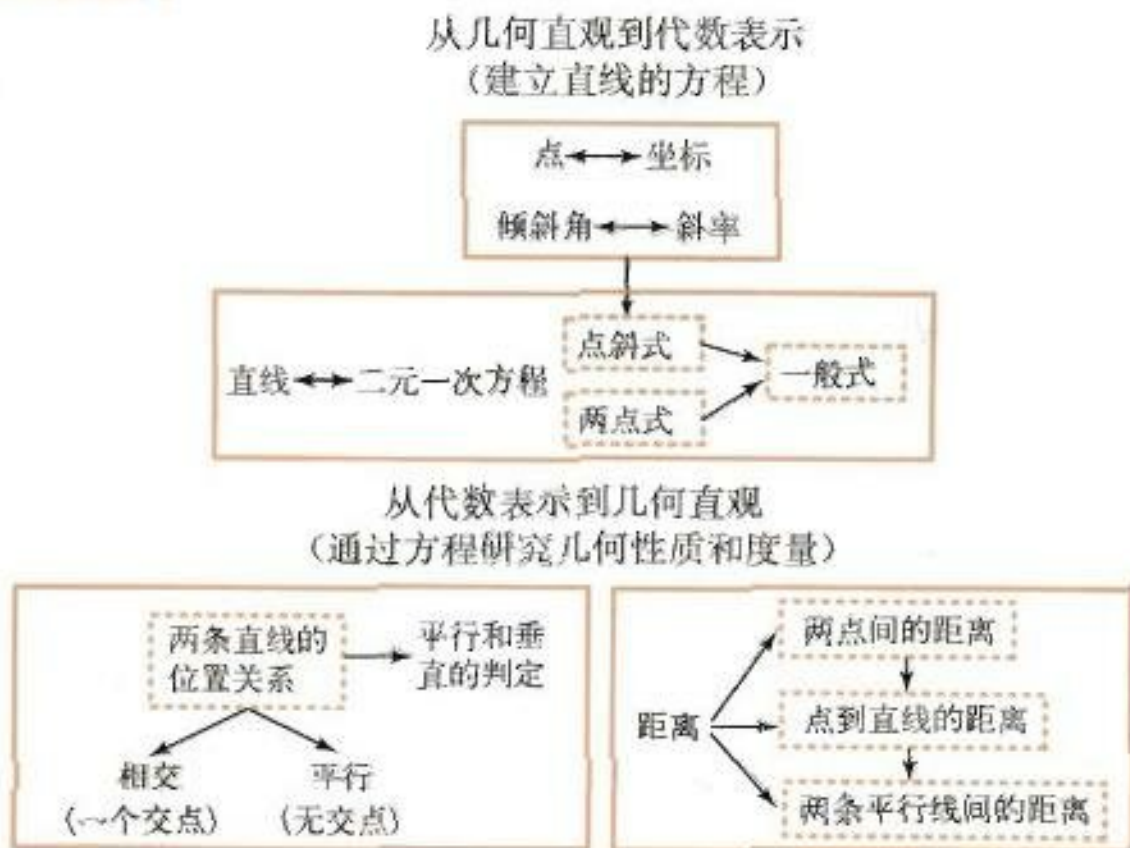 从几何直观到代数表示
（建立直线的方程）
点 坐标
倾斜角 斜率
直线 二元一次方程
点斜式
两点式
一般式
从代数表示到几何直观
（通过方程研究几何性质和度量）
两条直线的
位置关系
平行和垂
直的判定
相交
（一个交点）
平行
（无交点）
距离
两点间的距离
点到直线的距离
两条平行线间的距离